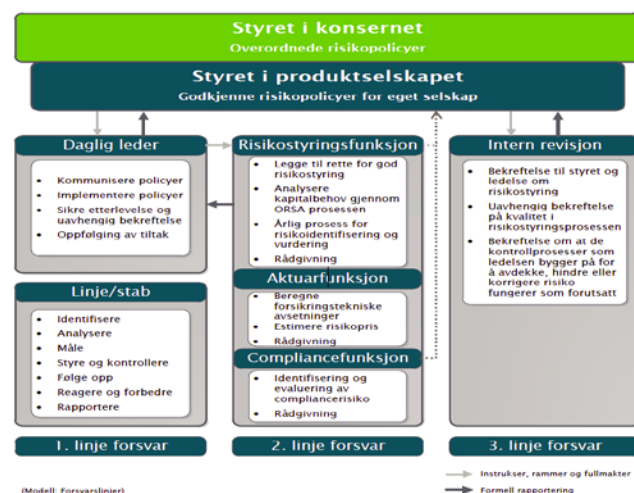 Styret i konsernet
Overordnede risikopolicyer
Styret i produktselskapet
Godkjenne risikopolicyer for eget selskap
Daglig leder
• Kommunisere policyer
• Implementere policyer
• Sikre etterlevelse og
uavhengig bekreftelse
• Oppfølging av tiltak
Linje/stab
• Identifisere
• Analysere
• Måle
• Styre og kontrollere
• Følge opp
• Reagere og forbedre
• Rapportere
1. linje forsvar
Risikostyringsfunksjon
• Legge til rette for god
risikostyring
• Analysere
kapitalbehov gjennom
ORSA prosessen
• Årlig prosess for
risikoidentifisering og
vurdering
• Rådgivning
Aktuarfunksjon
• Beregne
forsikringstekniske
avsetninger
• Estimere risikopris
• Rådgivning
Compliancefunksjon
• Identifisering og
evaluering av
compliancerisiko
• Rådgivning
2. linje forsvar
Intern revisjon
• Bekreftelse til styret og
ledelse om
risikostyring
• Uavhengig bekreftelse
på kvalitet i
risikostyringsprosessen
• Bekreftelse om at de
kontrollprosesser som
ledelsen bygger på for
å avdekke, hindre eller
korrigere risiko
fungerer som forutsatt
3. linje forsvar
(Modell: Forsvarslinjer)
Instrukser, rammer og fullmakter
Formell rapportering